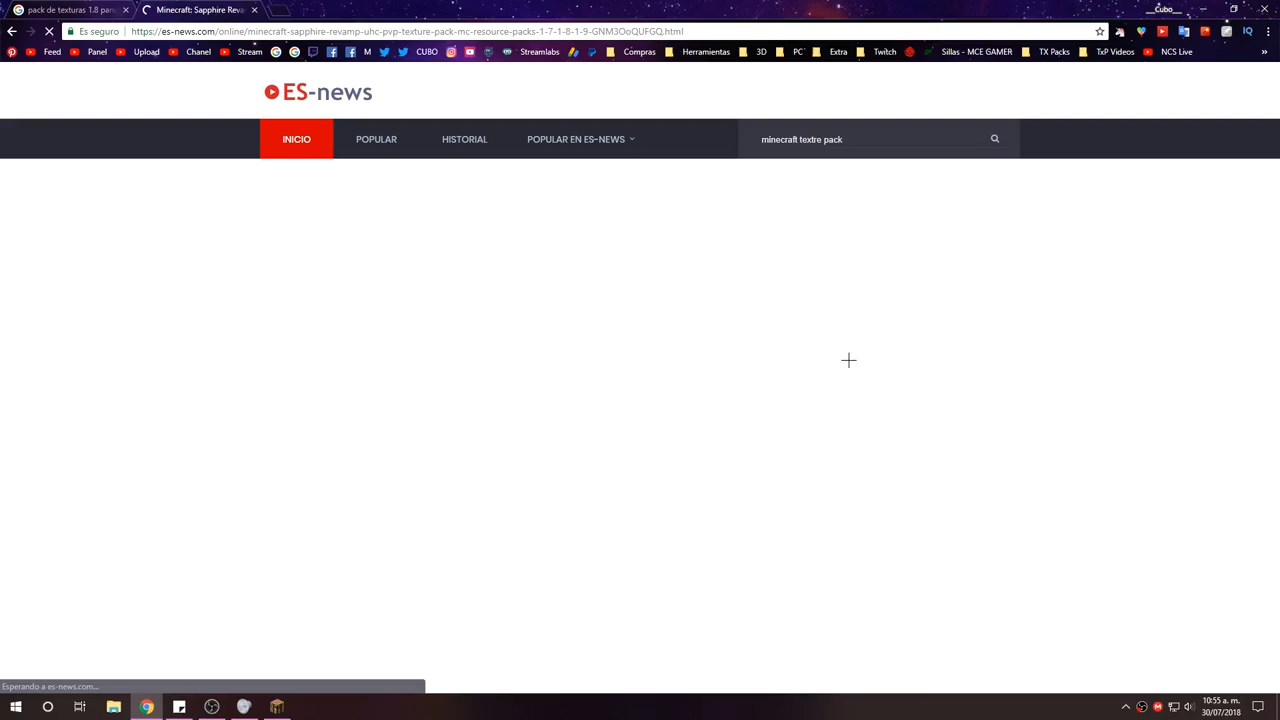 pack de texturas 1.8 pa
Minecraft: Sapphire Reva
__Cubo__
Es seguro
https://es-news.com/online/minecraft-sapphire-revamp-uhc-pvp-texture-pack-mc-resource-packs-1-7-1-8-1-9-GNM3OoQUFGQ.html
Feed Panel Upload Chanel Stream M CUBO Streamlabs Compras Herramientas 3D PC Extra Twitch Sillas - MCE GAMER TX Packs TxP Videos NCS Live »
ES-news
INICIO POPULAR HISTORIAL POPULAR EN ES-NEWS minecraft textre pack
Esperando a es-news.com...
10:55 a. m.
30/07/2018